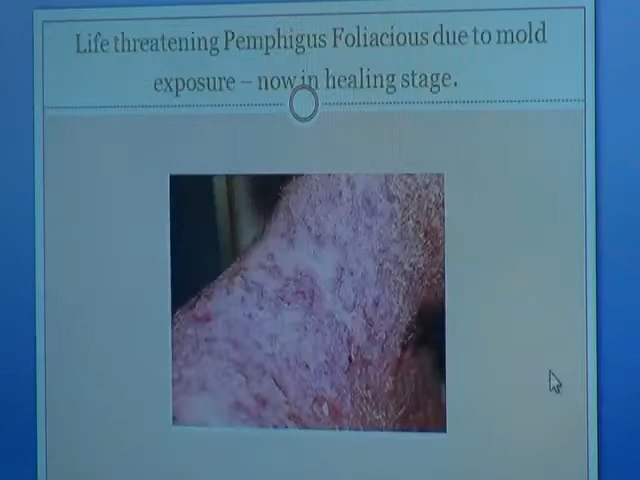 Life threatening Pemphigus Foliacious due to mold
exposure – now in healing stage.